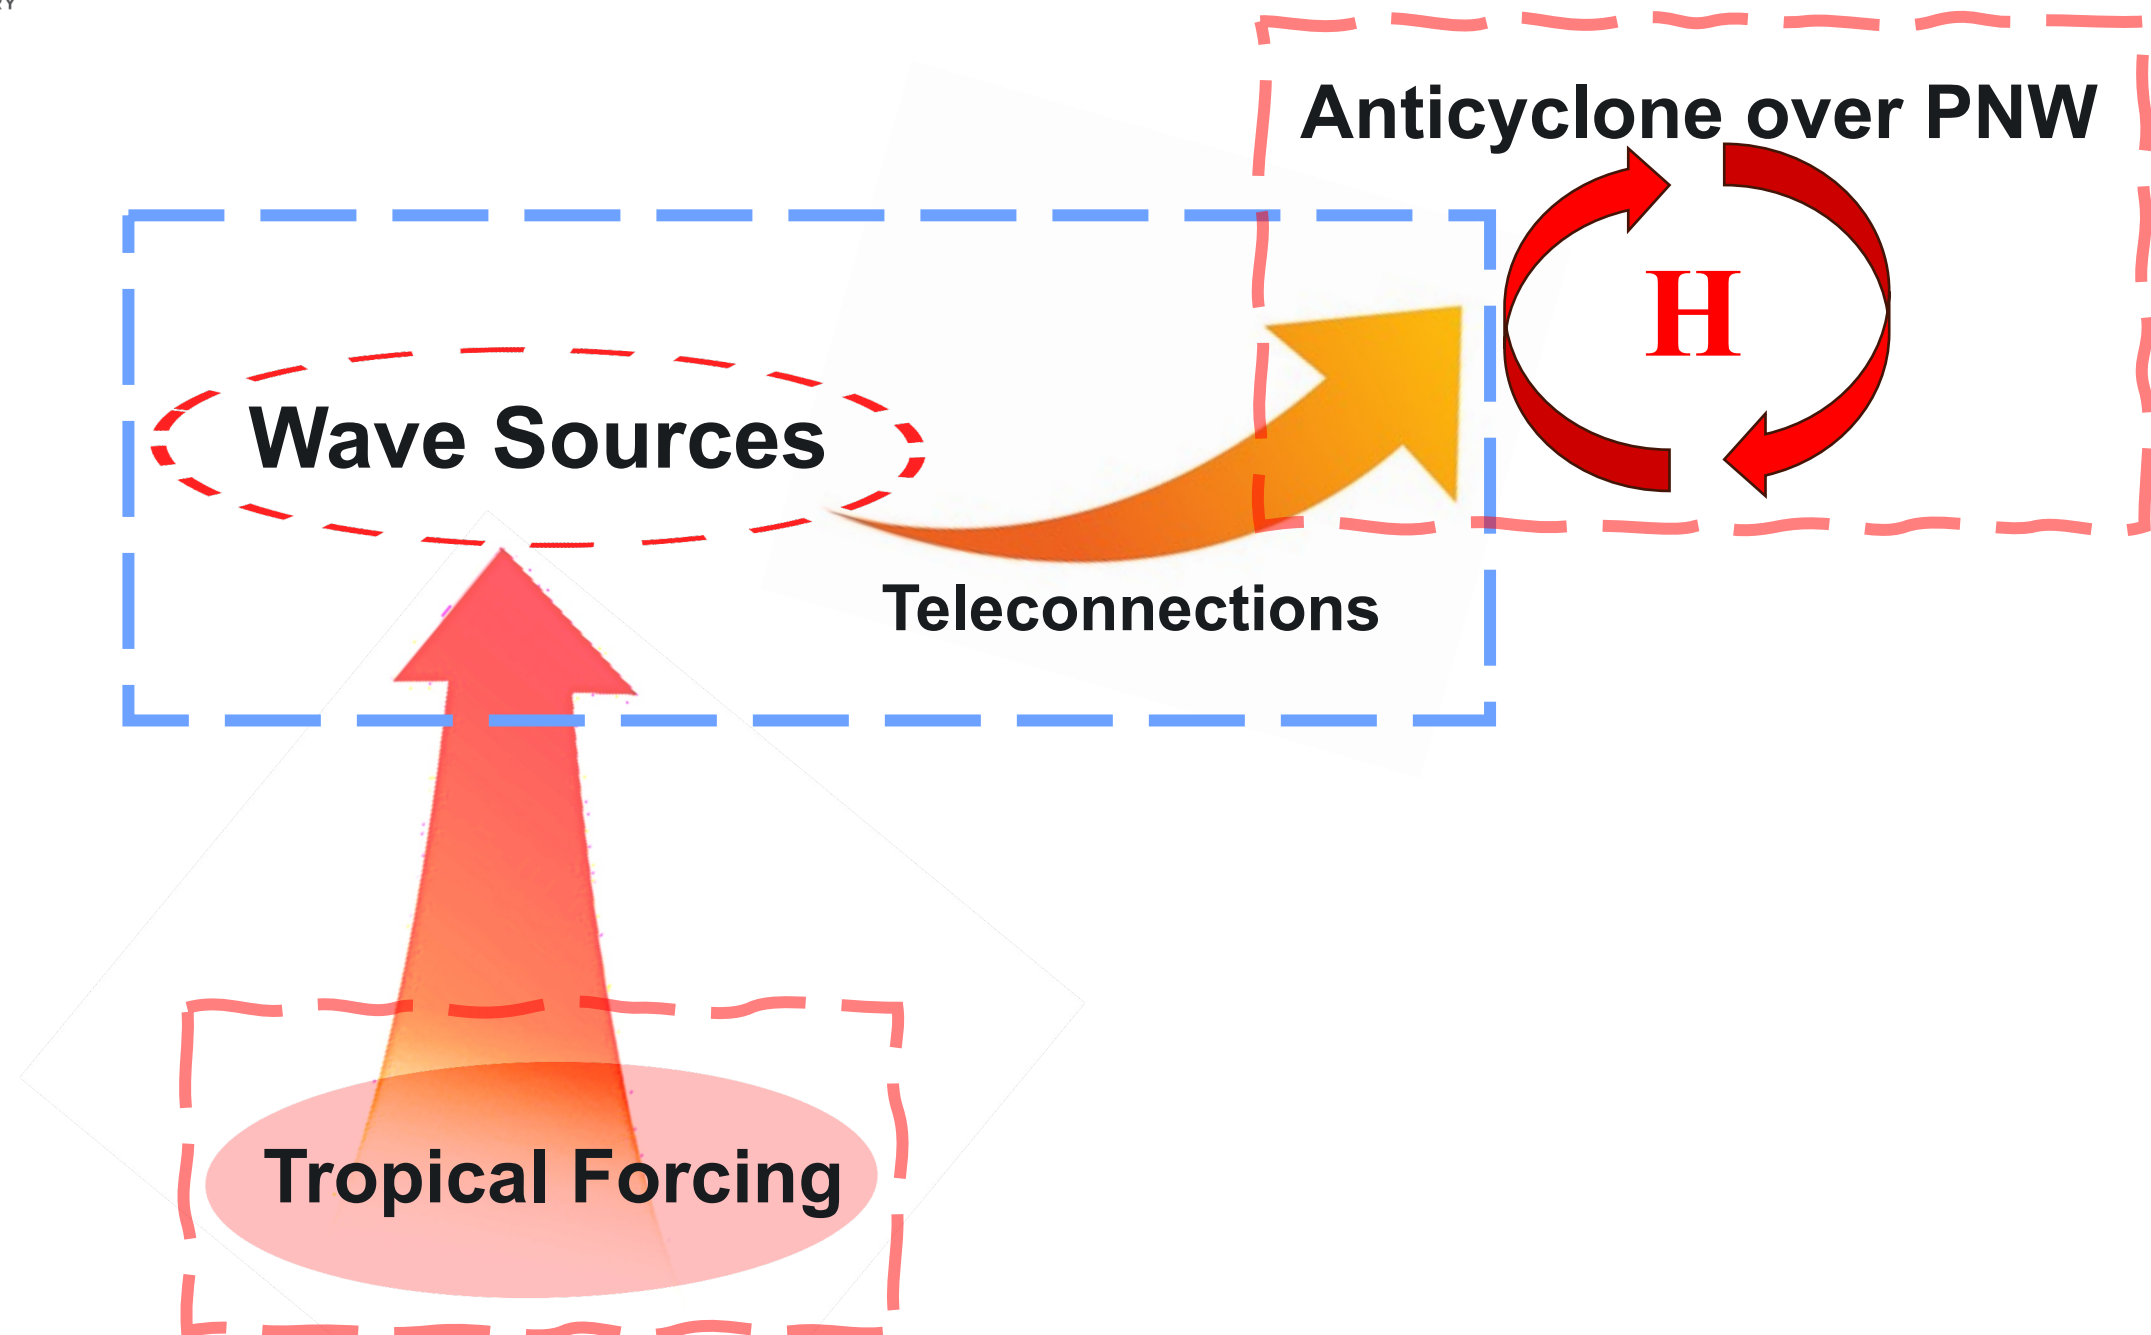 Anticyclone over PNW
H
Wave Sources
Teleconnections
Tropical Forcing